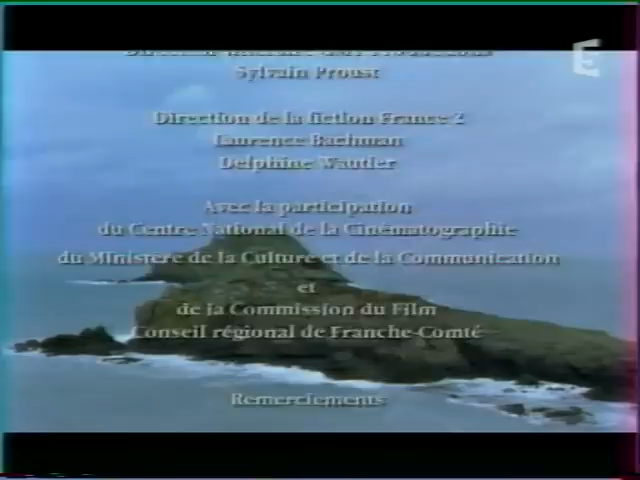 Sylvain Proust
Direction de la fiction France 2
Laurence Bachman
Delphine Wautier
Avec la participation
du Centre National de la Cinématographie
du Ministère de la Culture et de la Communication
et
de la Commission du Film
Conseil régional de Franche-Comté
Remerciements